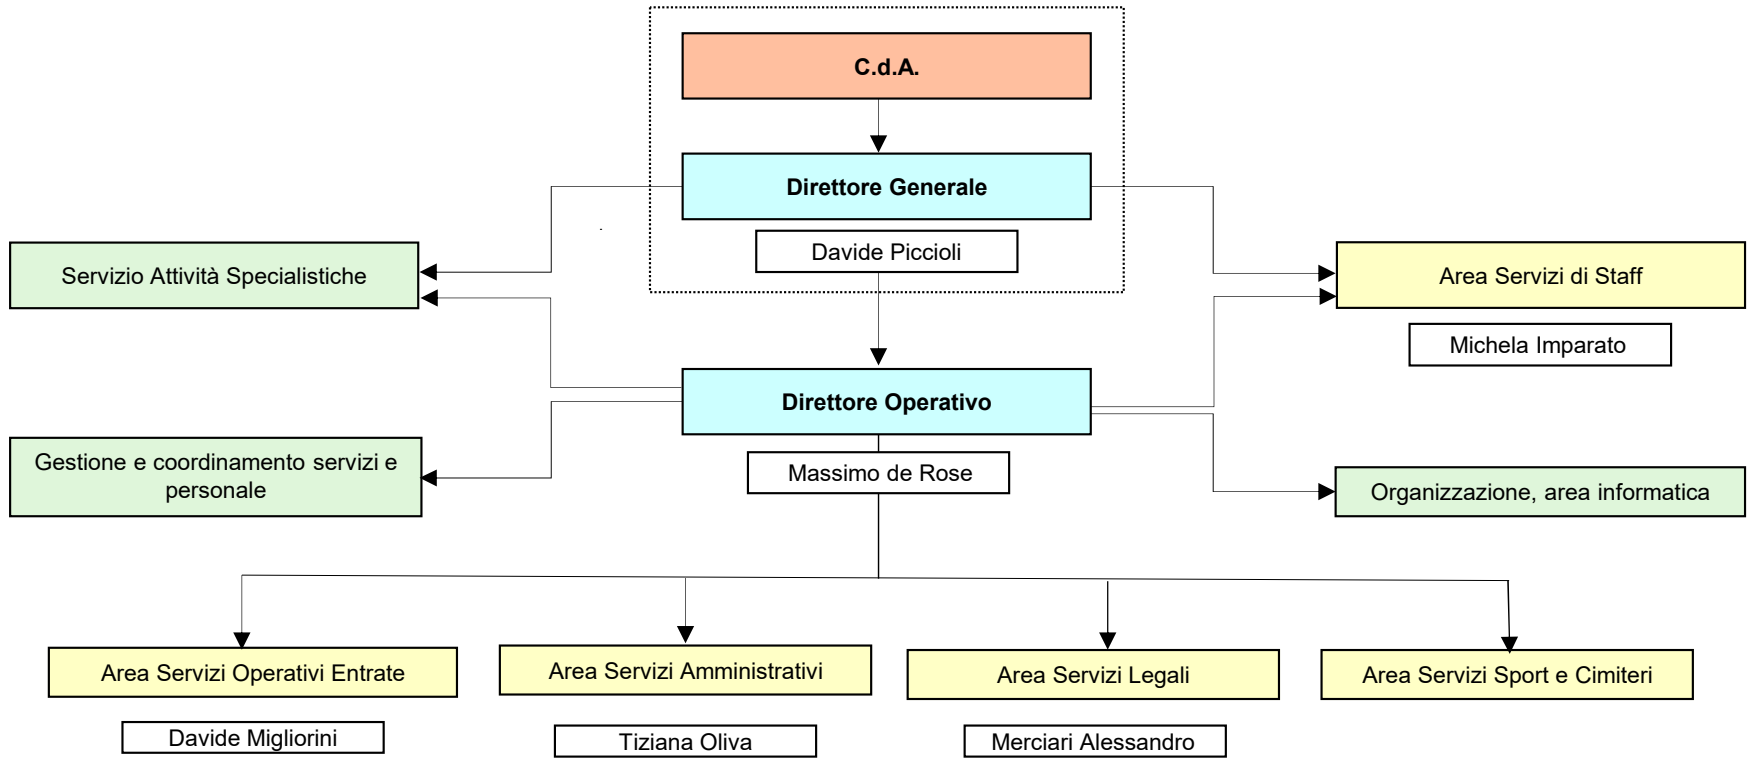 C.d.A.
Direttore Generale
Davide Piccioli
Servizio Attività Specialistiche
Area Servizi di Staff
Michela Imparato
Direttore Operativo
Massimo de Rose
Gestione e coordinamento servizi e
personale
Organizzazione, area informatica
Area Servizi Operativi Entrate
Area Servizi Amministrativi
Area Servizi Legali
Area Servizi Sport e Cimiteri
Davide Migliorini
Tiziana Oliva
Merciari Alessandro